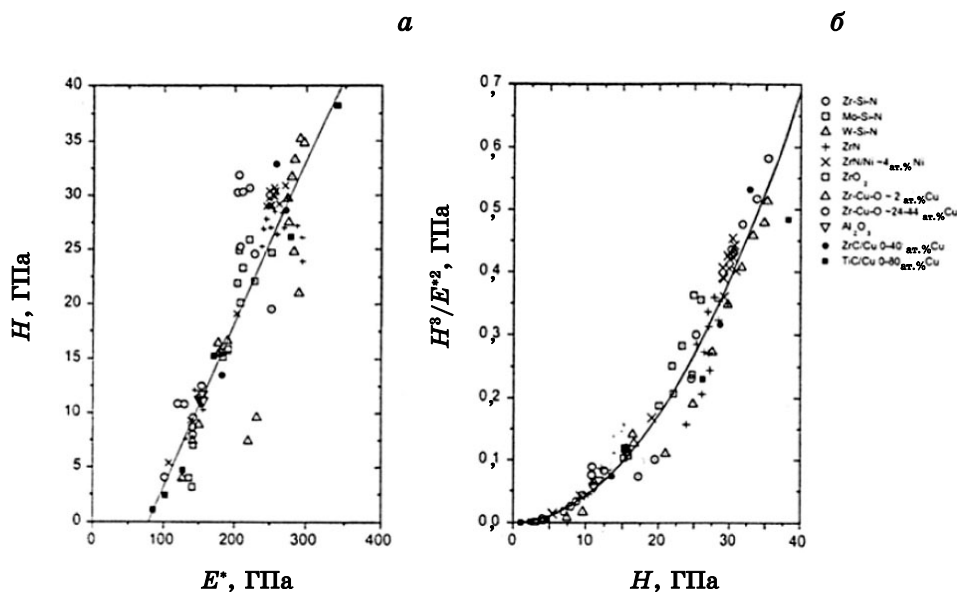 а
б
40
35
30
25
20
15
10
5
0
H, ГПа
0
100
200
300
400
E*, ГПа
0,7
0,6
0,5
0,4
0,3
0,2
0,1
0,0
H³/E*², ГПа
0
10
20
30
40
H, ГПа
Zr-Si-N
Mo-Si-N
W-Si-N
ZrN
ZrN/Ni ~4 ат.% Ni
ZrO₂
Zr-Cu-O ~ 2 ат.% Cu
Zr-Cu-O ~24-44 ат.% Cu
Al₂O₃
ZrC/Cu 0-40 ат.% Cu
TiC/Cu 0-80 ат.% Cu